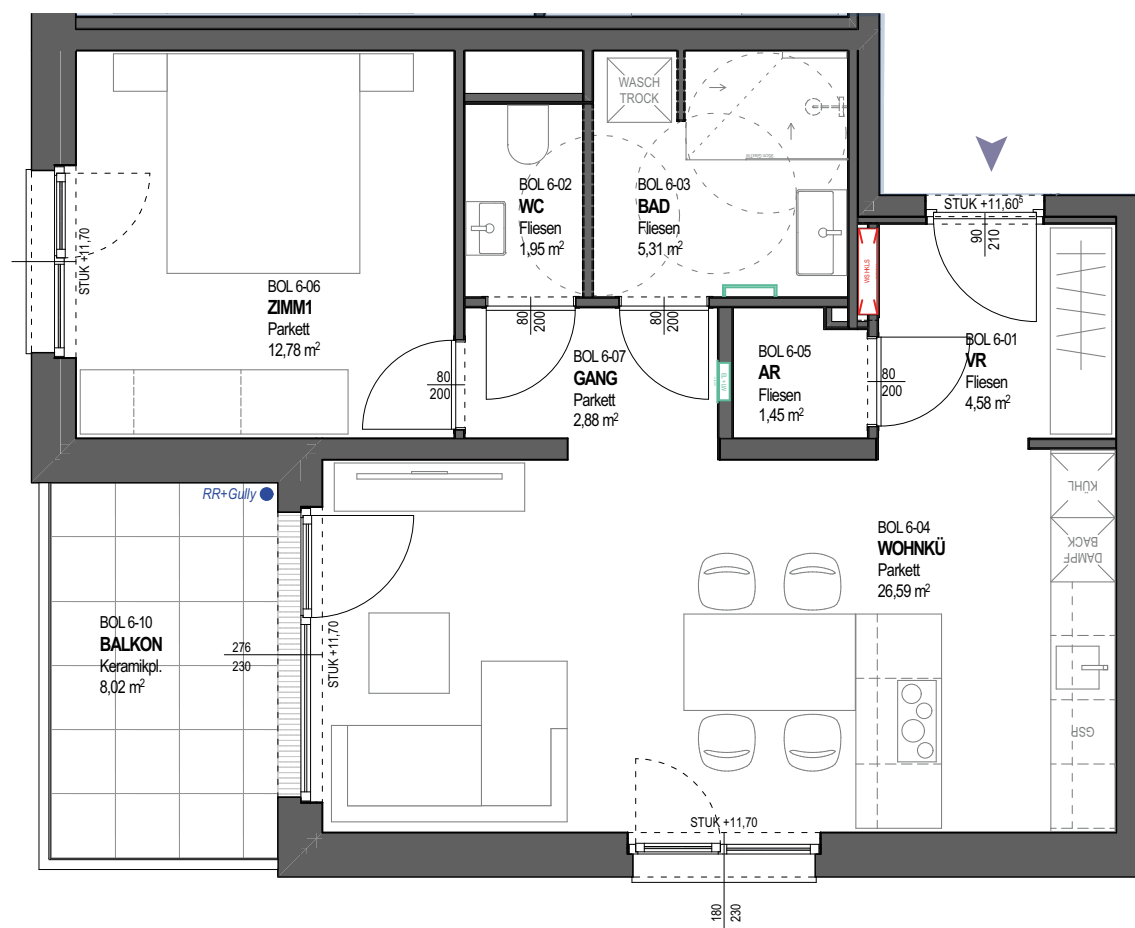 WASCH
TROCK
BOL 6-02
WC
Fliesen
1,95 m²
BOL 6-03
BAD
Fliesen
5,31 m²
STUK +11,60⁵
90
210
STUK +11,70
BOL 6-06
ZIMM1
Parkett
12,78 m²
80
200
80
200
80
200
BOL 6-07
GANG
Parkett
2,88 m²
BOL 6-05
AR
Fliesen
1,45 m²
80
200
BOL 6-01
VR
Fliesen
4,58 m²
RR+Gully
KÜHL
DAMPF
BACK
BOL 6-04
WOHNKÜ
Parkett
26,59 m²
BOL 6-10
BALKON
Keramikpl.
8,02 m²
276
230
STUK +11,70
GSP
STUK +11,70
180
230